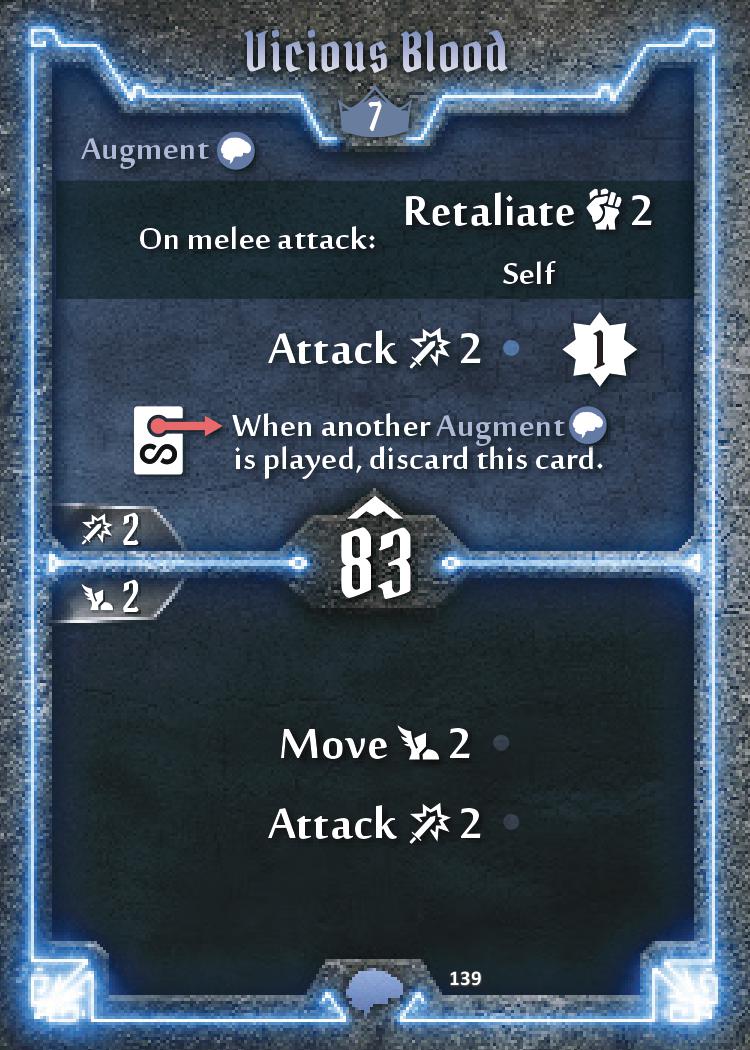 Vicious Blood
7
Augment
On melee attack: Retaliate 2
Self
Attack 2 1
When another Augment
is played, discard this card.
2
83
2
Move 2
Attack 2
139